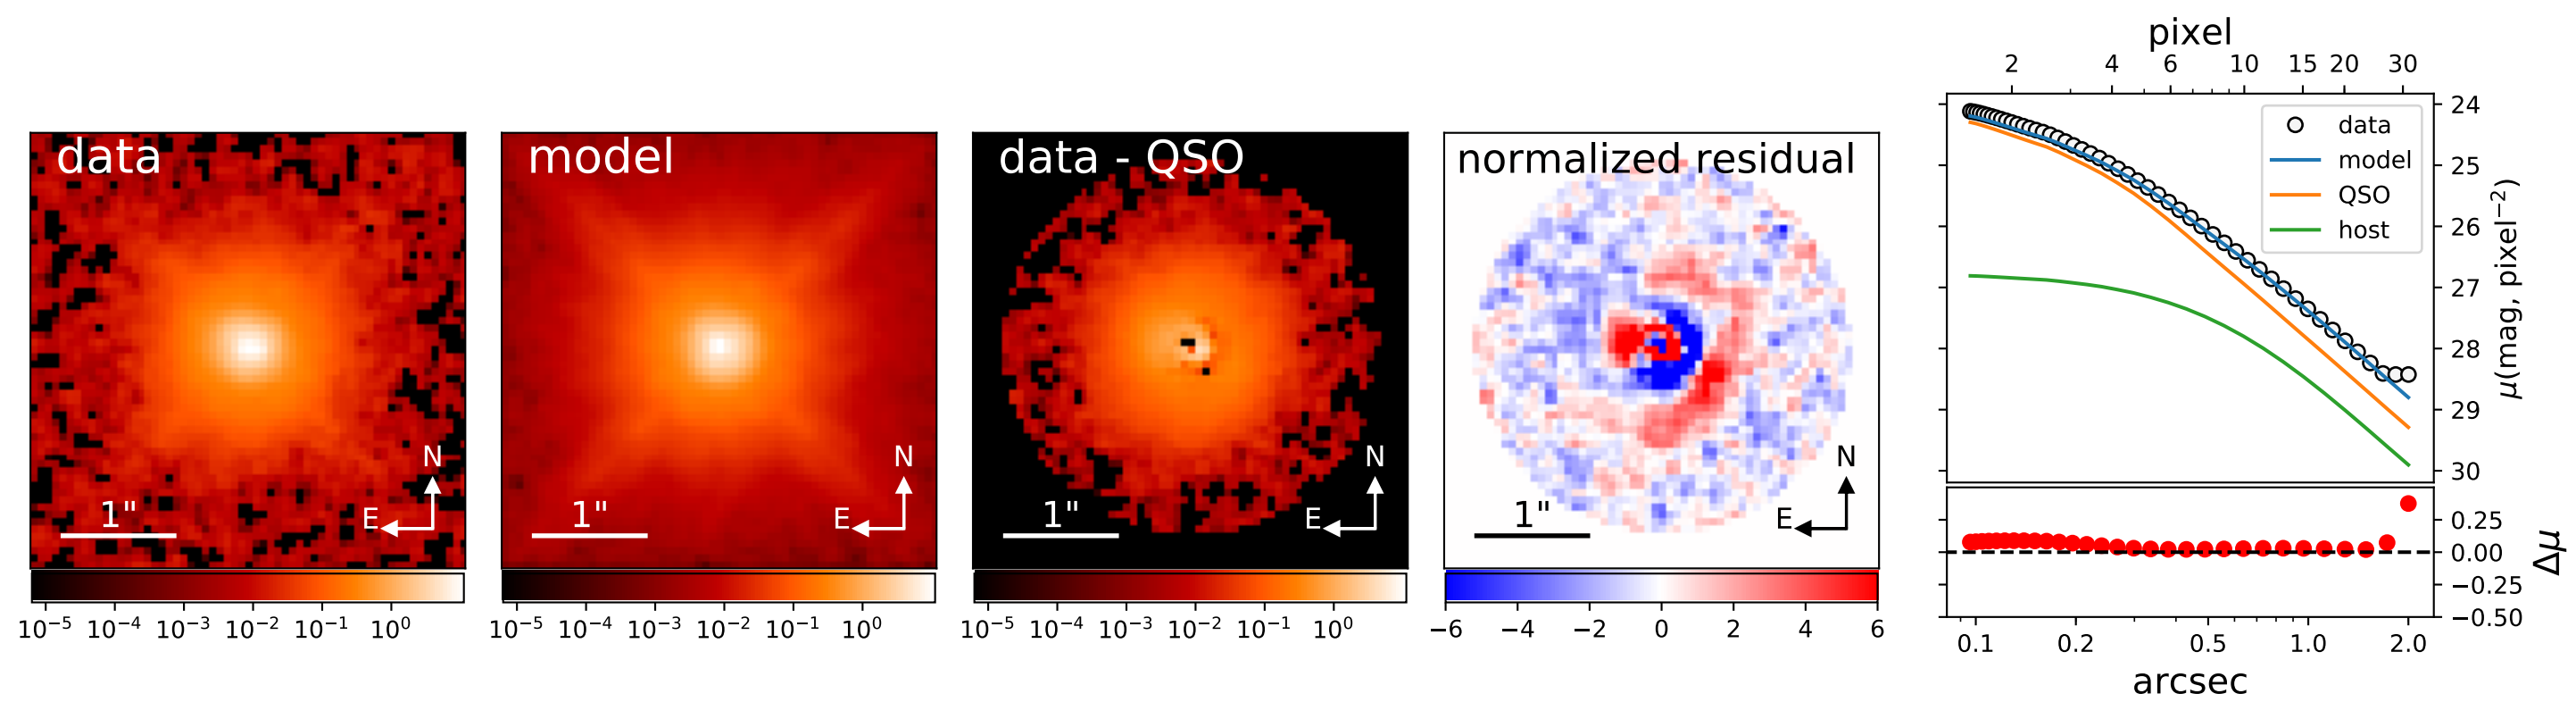 data
N
E
1"
10⁻⁵ 10⁻⁴ 10⁻³ 10⁻² 10⁻¹ 10⁰
model
N
E
1"
10⁻⁵ 10⁻⁴ 10⁻³ 10⁻² 10⁻¹ 10⁰
data - QSO
N
E
1"
10⁻⁵ 10⁻⁴ 10⁻³ 10⁻² 10⁻¹ 10⁰
normalized residual
N
E
1"
−6 −4 −2 0 2 4 6
pixel
2 4 6 10 15 20 30
data
model
QSO
host
24
25
26
27
28
29
30
μ(mag, pixel⁻²)
0.25
0.00
−0.25
−0.50
Δμ
0.1 0.2 0.5 1.0 2.0
arcsec